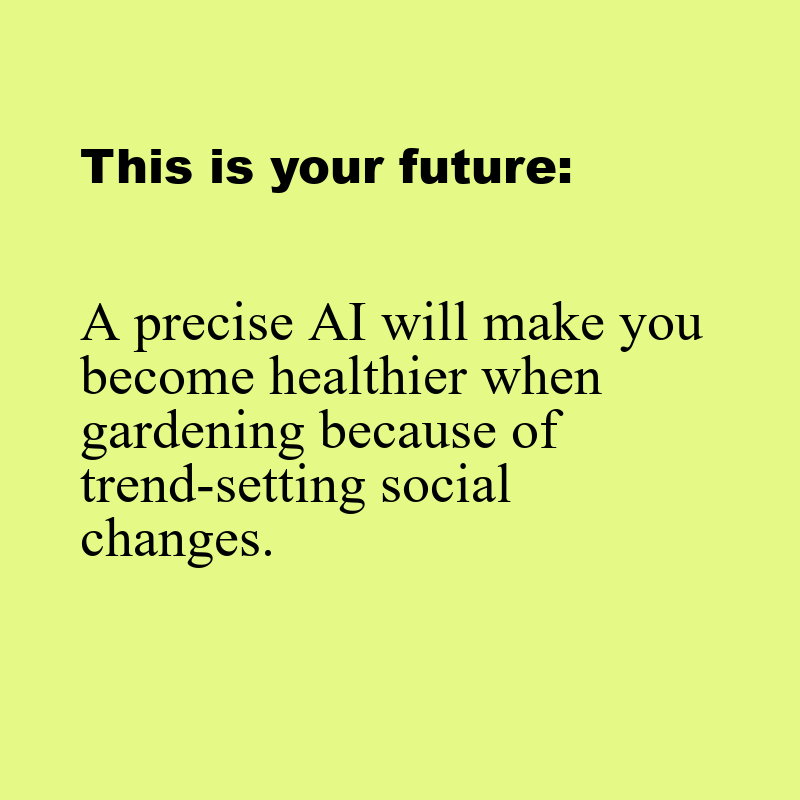 This is your future:
A precise AI will make you
become healthier when
gardening because of
trend-setting social
changes.